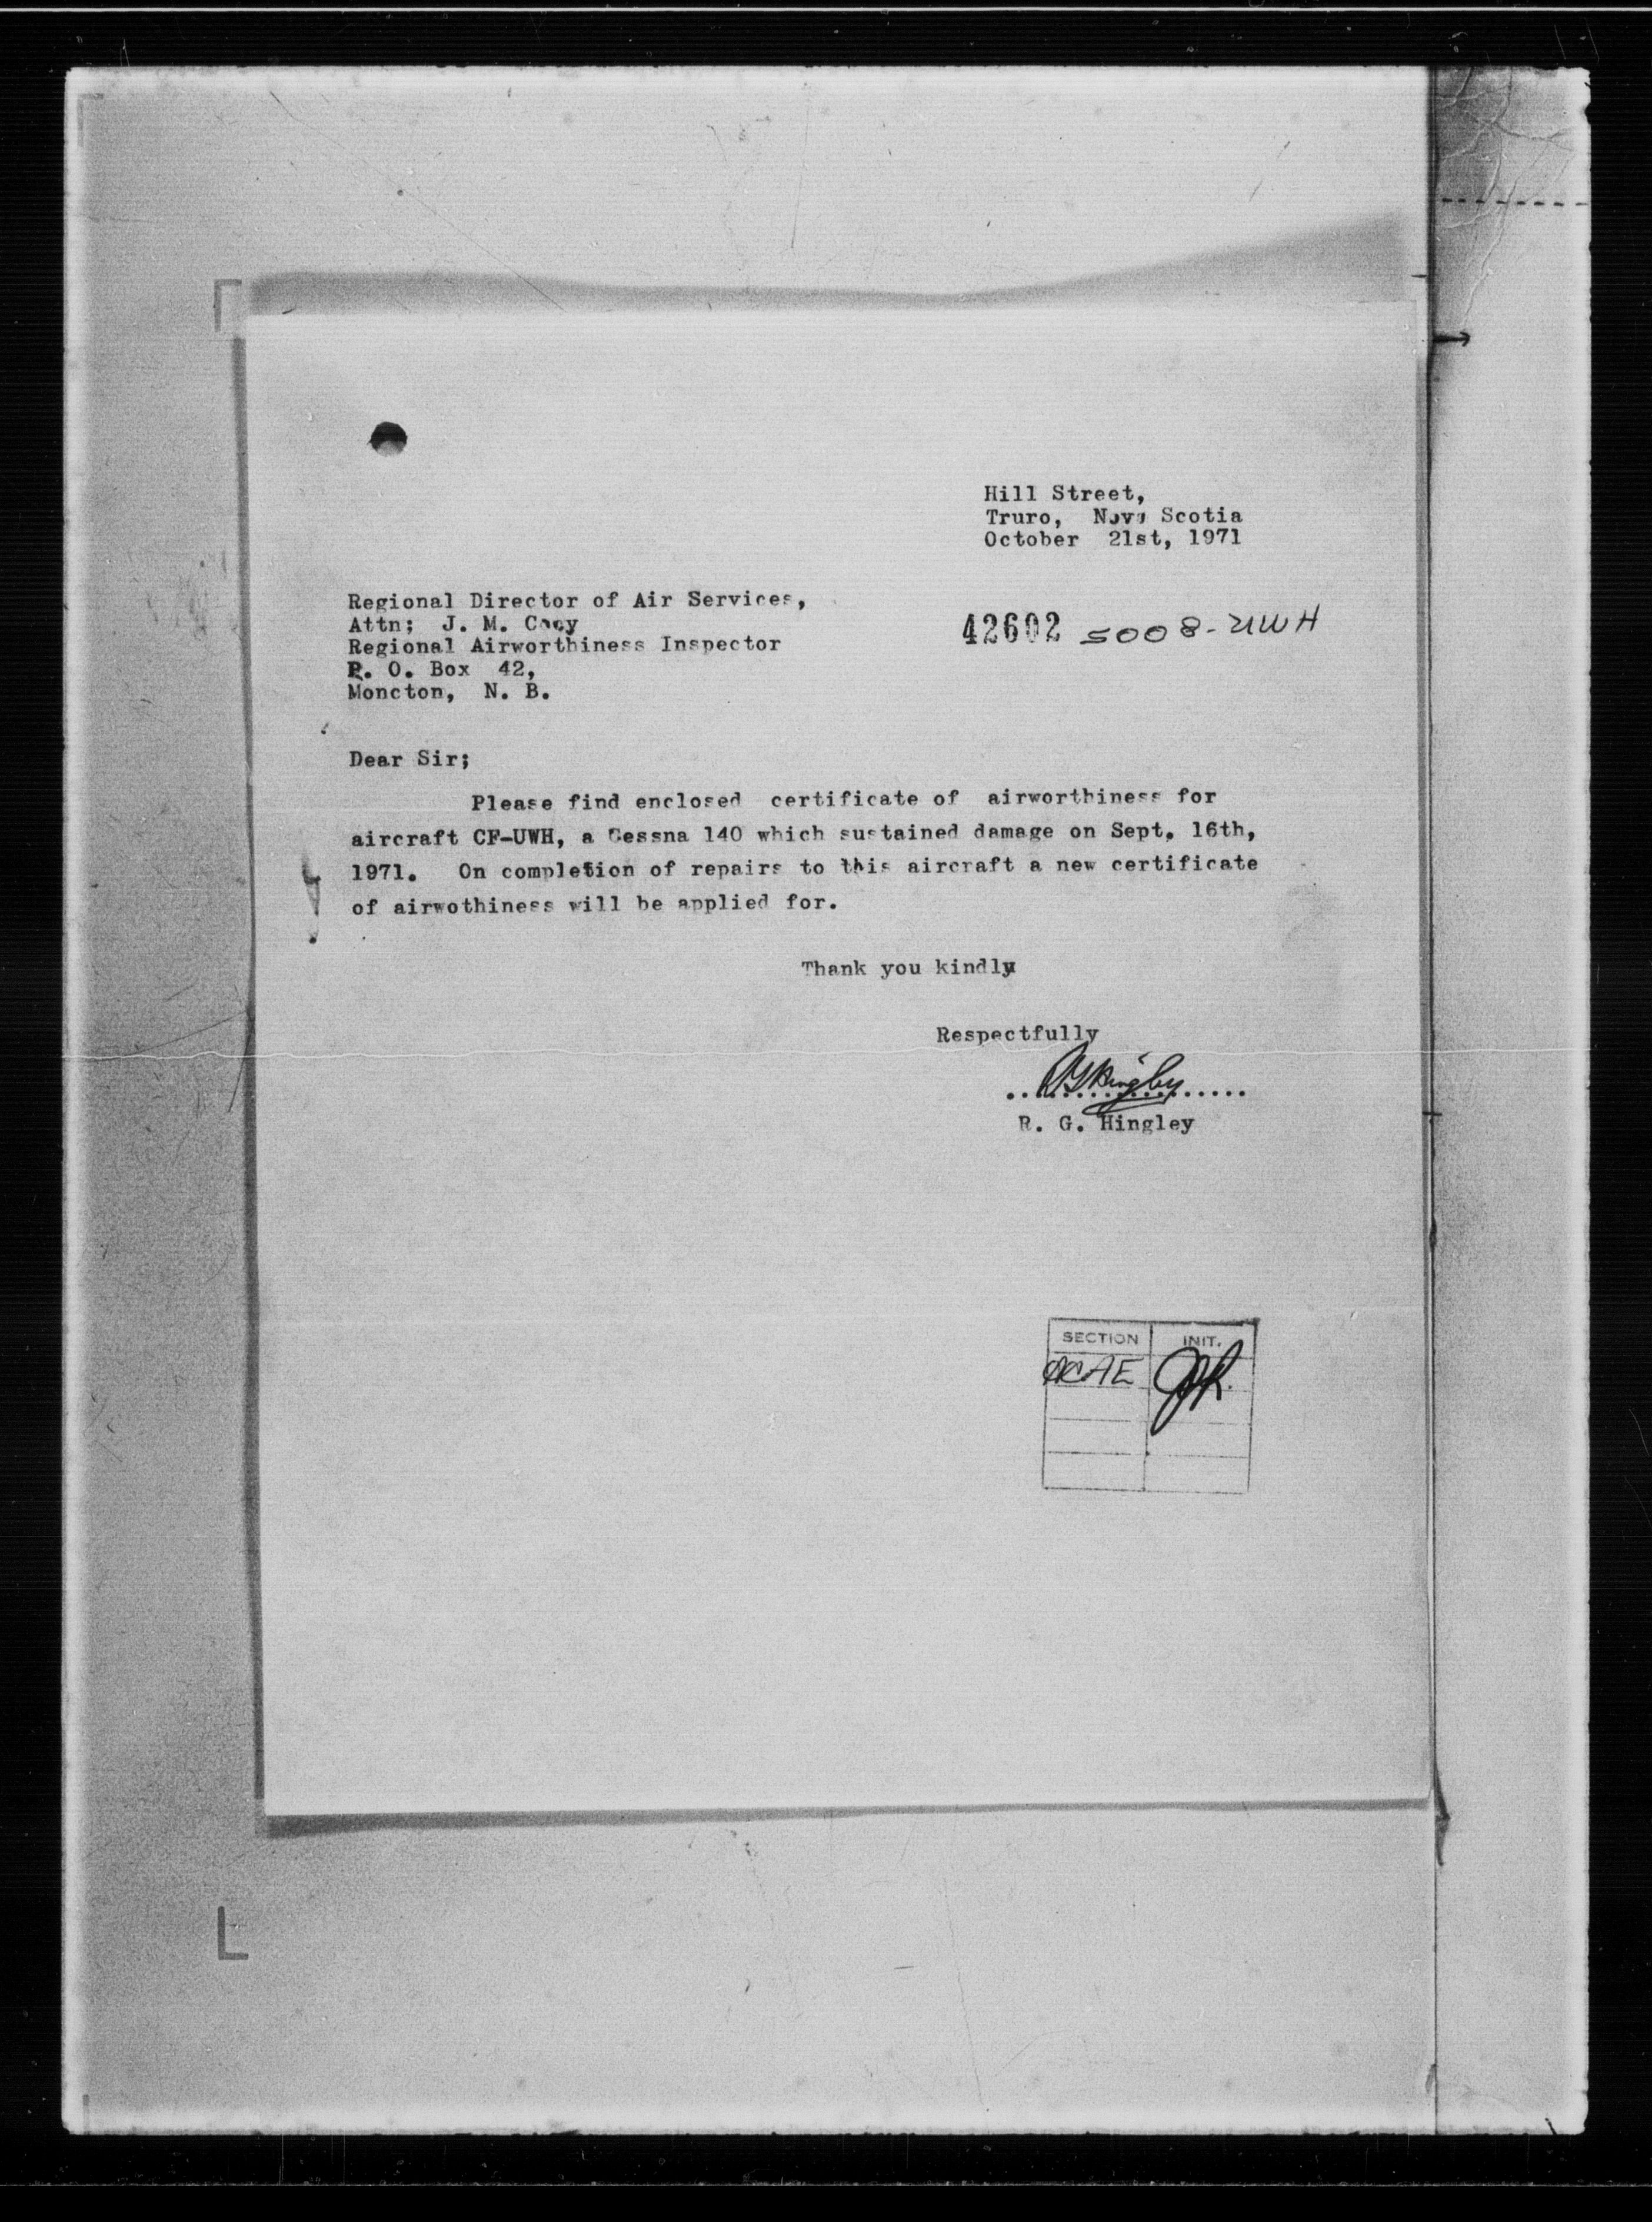 Hill Street,
Truro, Nova Scotia
October 21st, 1971
Regional Director of Air Services,
Attn; J. M.
Regional Airworthiness Inspector
P. O. Box 42,
Moncton, N. B.
42602 5008-UWH
Dear Sir;
Please find enclosed certificate of airworthiness for
aircraft CF-UWH, a Cessna 140 which sustained damage on Sept. 16th,
1971. On completion of repairs to this aircraft a new certificate
of airwothiness will be applied for.
Thank you kindly
Respectfully
RGHingley
R. G. Hingley
SECTION INIT.